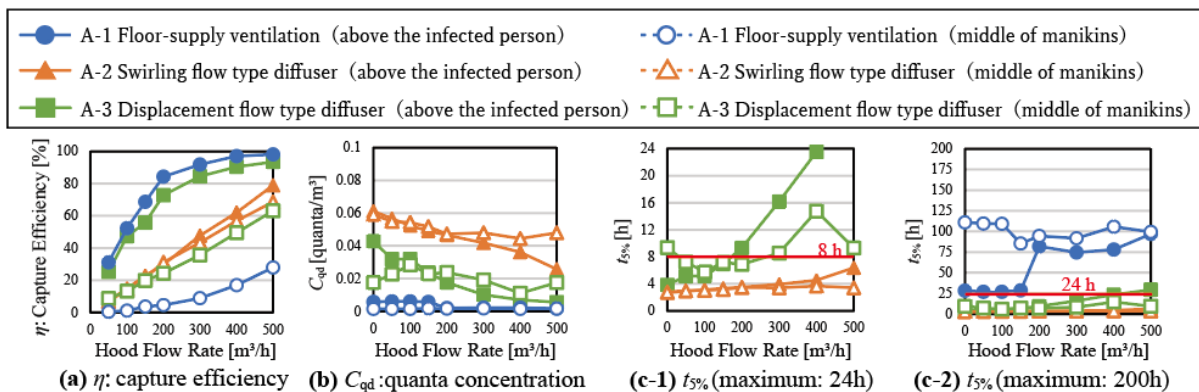 A-1 Floor-supply ventilation (above the infected person)
A-1 Floor-supply ventilation (middle of manikins)
A-2 Swirling flow type diffuser (above the infected person)
A-2 Swirling flow type diffuser (middle of manikins)
A-3 Displacement flow type diffuser (above the infected person)
A-3 Displacement flow type diffuser (middle of manikins)
η: Capture Efficiency [%]
100
80
60
40
20
0
0 100 200 300 400 500
Hood Flow Rate [m³/h]
(a) η: capture efficiency
Cqd [quanta/m³]
0.1
0.08
0.06
0.04
0.02
0
0 100 200 300 400 500
Hood Flow Rate [m³/h]
(b) Cqd :quanta concentration
t5% [h]
24
20
16
12
8
4
0
8 h
0 100 200 300 400 500
Hood Flow Rate [m³/h]
(c-1) t5% (maximum: 24h)
t5% [h]
200
175
150
125
100
75
50
25
0
24 h
0 100 200 300 400 500
Hood Flow Rate [m³/h]
(c-2) t5% (maximum: 200h)